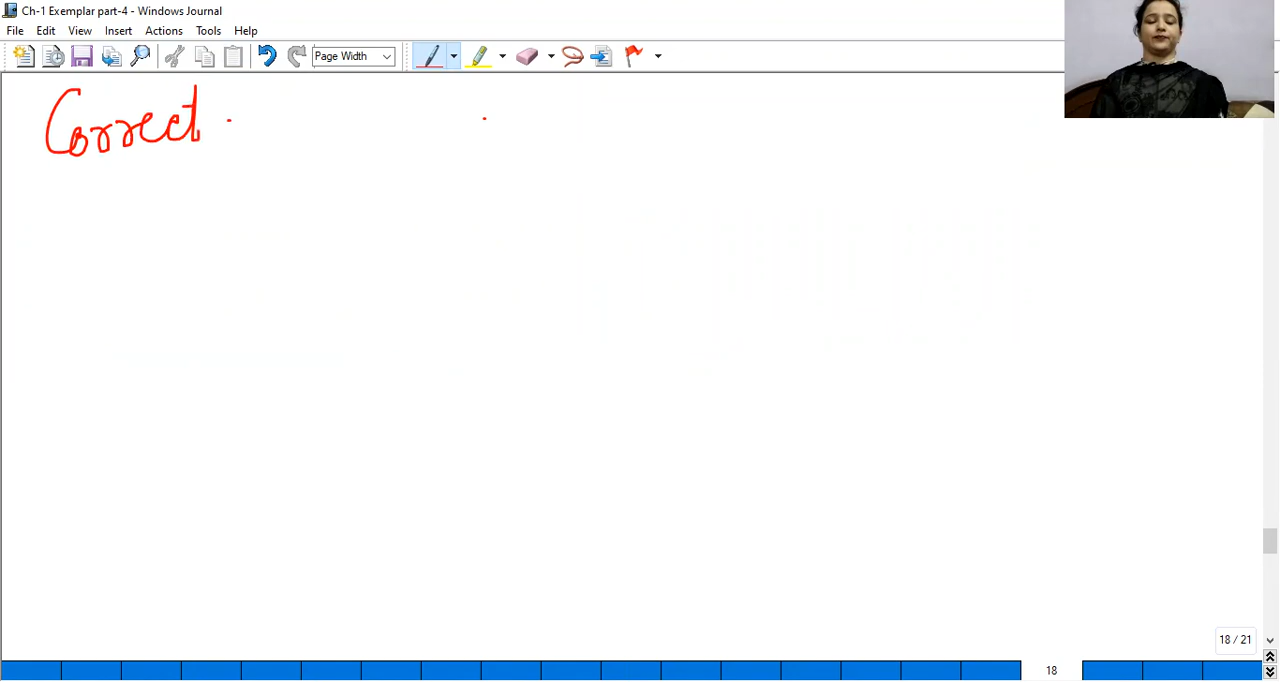 Ch-1 Exemplar part-4 - Windows Journal
File Edit View Insert Actions Tools Help
Page Width
Correct
18 / 21
18